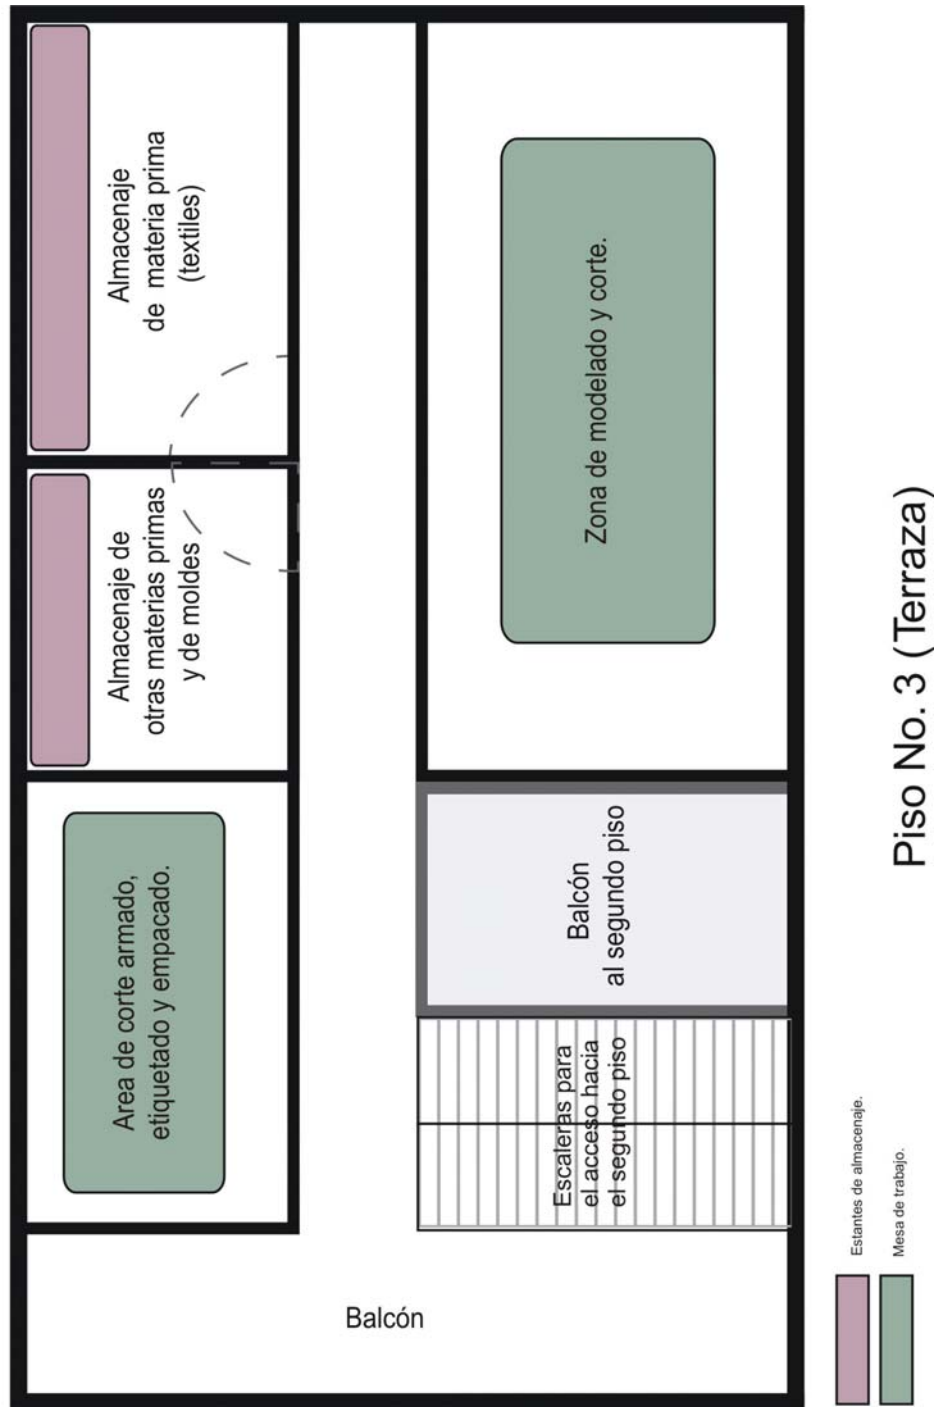 Almacenaje
de materia prima
(textiles)
Almacenaje de
otras materias primas
y de moldes
Area de corte armado,
etiquetado y empacado.
Zona de modelado y corte.
Balcón
al segundo piso
Escaleras para
el acceso hacia
el segundo piso
Balcón
Piso No. 3 (Terraza)
Estantes de almacenaje.
Mesa de trabajo.